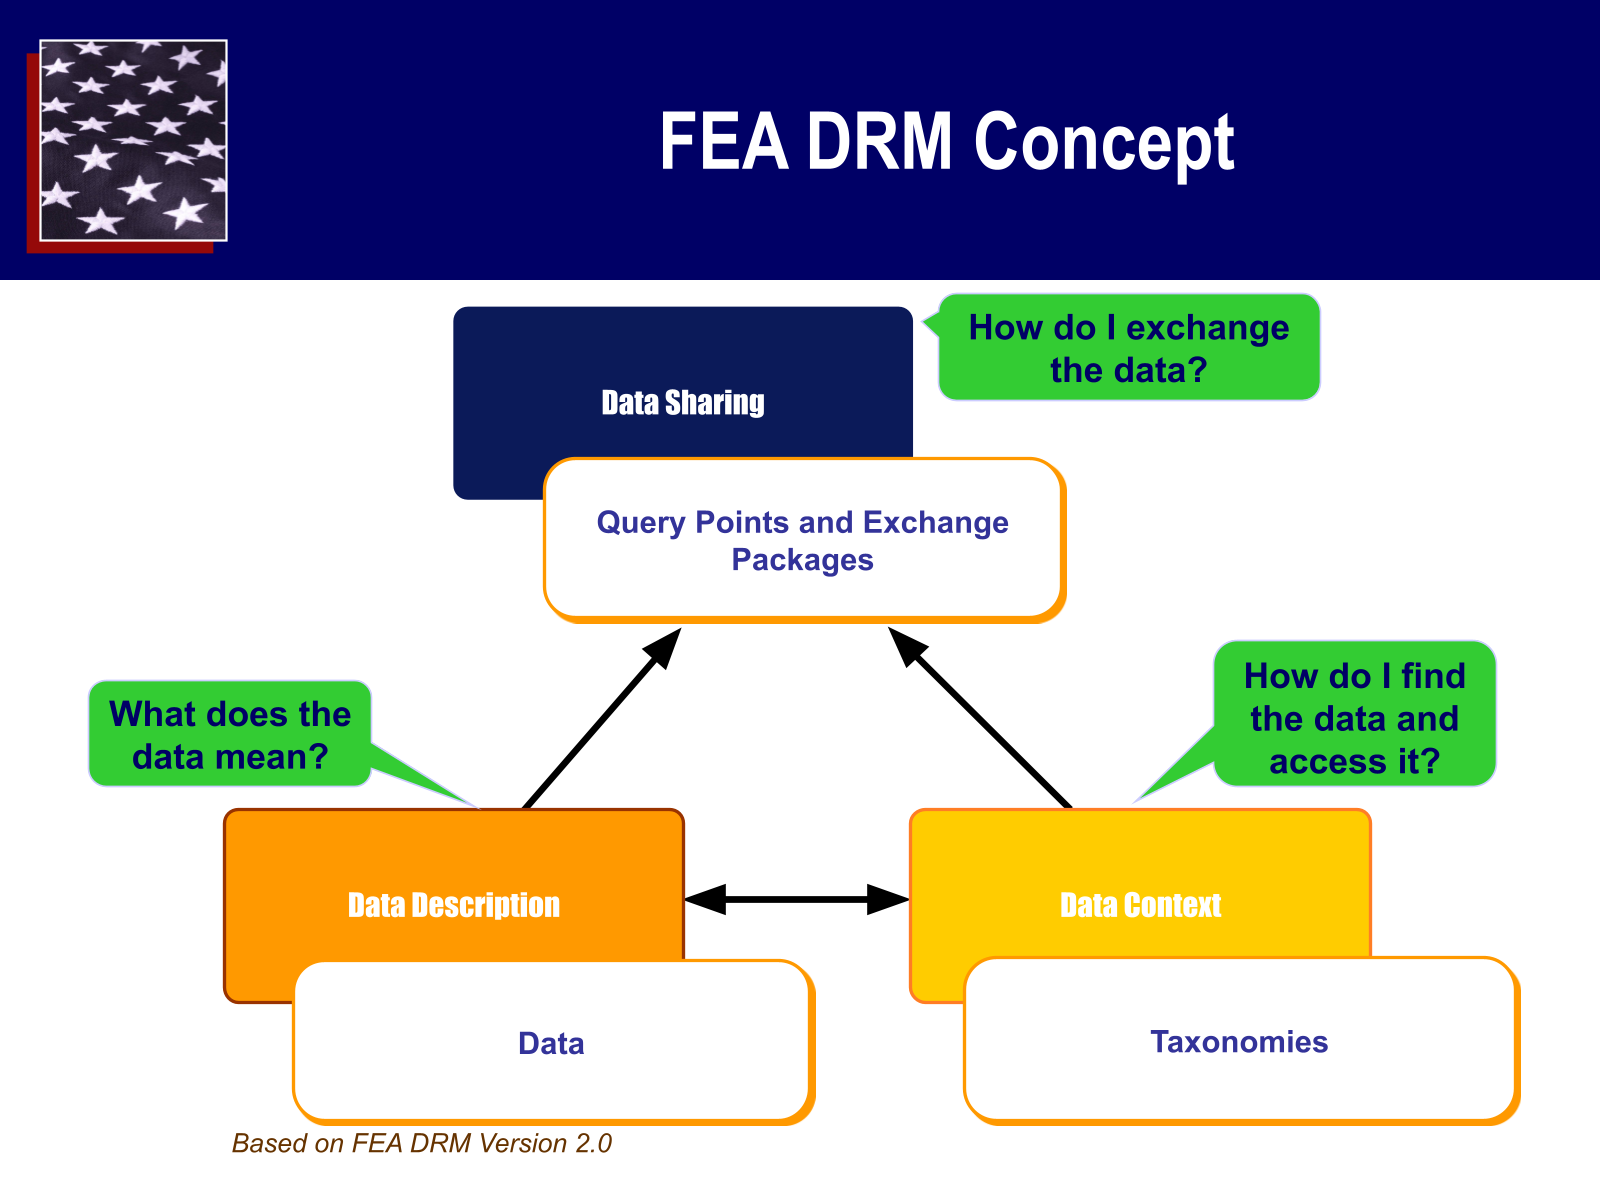 FEA DRM Concept
How do I exchange
the data?
Data Sharing
Query Points and Exchange
Packages
What does the
data mean?
How do I find
the data and
access it?
Data Description
Data Context
Data
Taxonomies
Based on FEA DRM Version 2.0